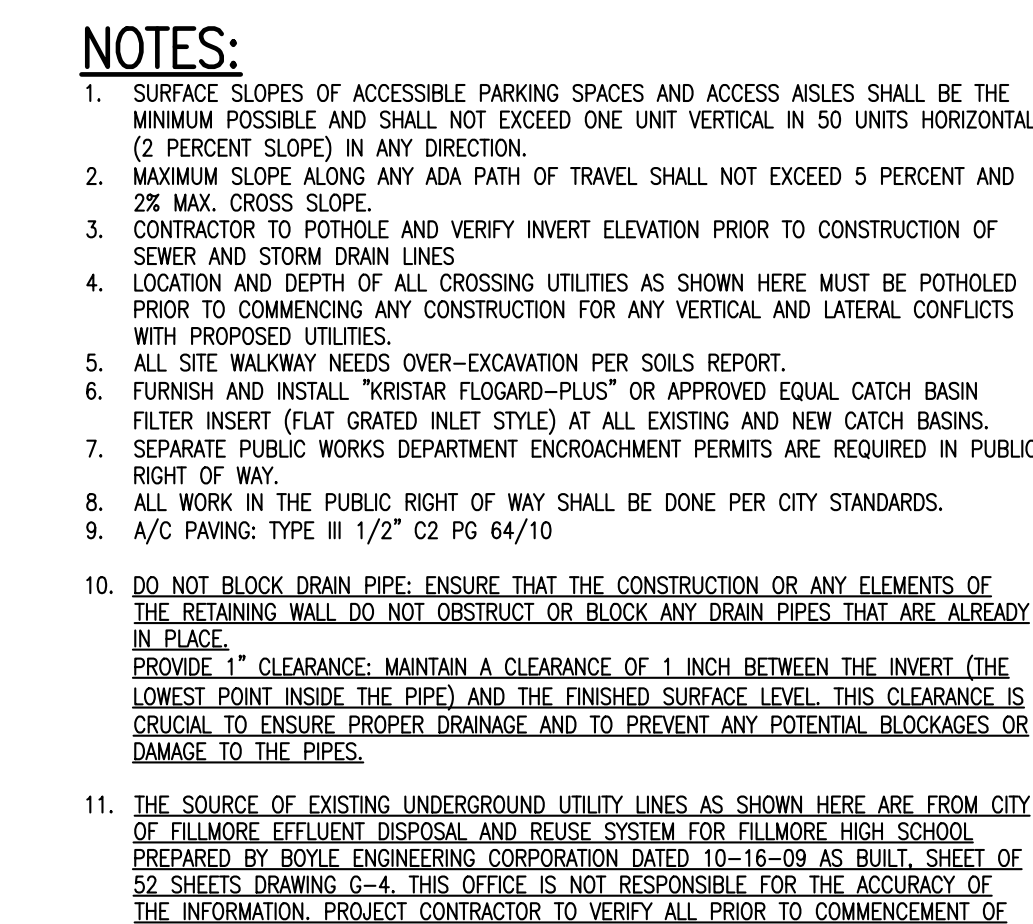 NOTES:
1. SURFACE SLOPES OF ACCESSIBLE PARKING SPACES AND ACCESS AISLES SHALL BE THE
MINIMUM POSSIBLE AND SHALL NOT EXCEED ONE UNIT VERTICAL IN 50 UNITS HORIZONTAL
(2 PERCENT SLOPE) IN ANY DIRECTION.
2. MAXIMUM SLOPE ALONG ANY ADA PATH OF TRAVEL SHALL NOT EXCEED 5 PERCENT AND
2% MAX. CROSS SLOPE.
3. CONTRACTOR TO POTHOLE AND VERIFY INVERT ELEVATION PRIOR TO CONSTRUCTION OF
SEWER AND STORM DRAIN LINES
4. LOCATION AND DEPTH OF ALL CROSSING UTILITIES AS SHOWN HERE MUST BE POTHOLED
PRIOR TO COMMENCING ANY CONSTRUCTION FOR ANY VERTICAL AND LATERAL CONFLICTS
WITH PROPOSED UTILITIES.
5. ALL SITE WALKWAY NEEDS OVER-EXCAVATION PER SOILS REPORT.
6. FURNISH AND INSTALL "KRISTAR FLOGARD-PLUS" OR APPROVED EQUAL CATCH BASIN
FILTER INSERT (FLAT GRATED INLET STYLE) AT ALL EXISTING AND NEW CATCH BASINS.
7. SEPARATE PUBLIC WORKS DEPARTMENT ENCROACHMENT PERMITS ARE REQUIRED IN PUBLIC
RIGHT OF WAY.
8. ALL WORK IN THE PUBLIC RIGHT OF WAY SHALL BE DONE PER CITY STANDARDS.
9. A/C PAVING: TYPE III 1/2" C2 PG 64/10
10. DO NOT BLOCK DRAIN PIPE: ENSURE THAT THE CONSTRUCTION OR ANY ELEMENTS OF
THE RETAINING WALL DO NOT OBSTRUCT OR BLOCK ANY DRAIN PIPES THAT ARE ALREADY
IN PLACE.
PROVIDE 1" CLEARANCE: MAINTAIN A CLEARANCE OF 1 INCH BETWEEN THE INVERT (THE
LOWEST POINT INSIDE THE PIPE) AND THE FINISHED SURFACE LEVEL. THIS CLEARANCE IS
CRUCIAL TO ENSURE PROPER DRAINAGE AND TO PREVENT ANY POTENTIAL BLOCKAGES OR
DAMAGE TO THE PIPES.
11. THE SOURCE OF EXISTING UNDERGROUND UTILITY LINES AS SHOWN HERE ARE FROM CITY
OF FILLMORE EFFLUENT DISPOSAL AND REUSE SYSTEM FOR FILLMORE HIGH SCHOOL
PREPARED BY BOYLE ENGINEERING CORPORATION DATED 10-16-09 AS BUILT, SHEET OF
52 SHEETS DRAWING G-4. THIS OFFICE IS NOT RESPONSIBLE FOR THE ACCURACY OF
THE INFORMATION. PROJECT CONTRACTOR TO VERIFY ALL PRIOR TO COMMENCEMENT OF